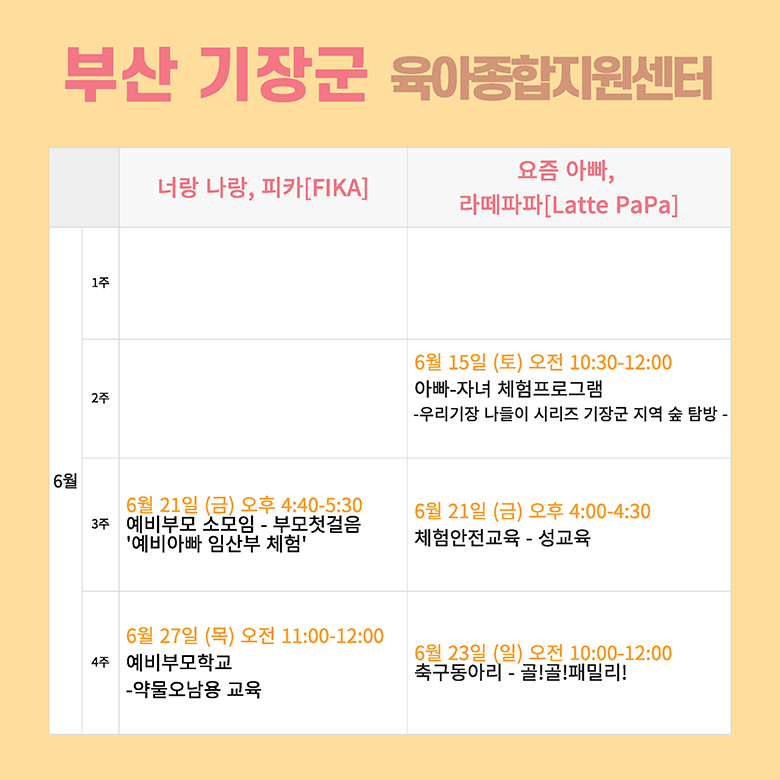 부산 기장군 육아종합지원센터
너랑 나랑, 피카[FIKA]
요즘 아빠,
라떼파파[Latte PaPa]
6월
1주
2주
6월 15일 (토) 오전 10:30-12:00
아빠-자녀 체험프로그램
-우리기장 나들이 시리즈 기장군 지역 숲 탐방 -
3주
6월 21일 (금) 오후 4:40-5:30
예비부모 소모임 - 부모첫걸음
'예비아빠 임산부 체험'
6월 21일 (금) 오후 4:00-4:30
체험안전교육 - 성교육
4주
6월 27일 (목) 오전 11:00-12:00
예비부모학교
-약물오남용 교육
6월 23일 (일) 오전 10:00-12:00
축구동아리 - 골!골!패밀리!